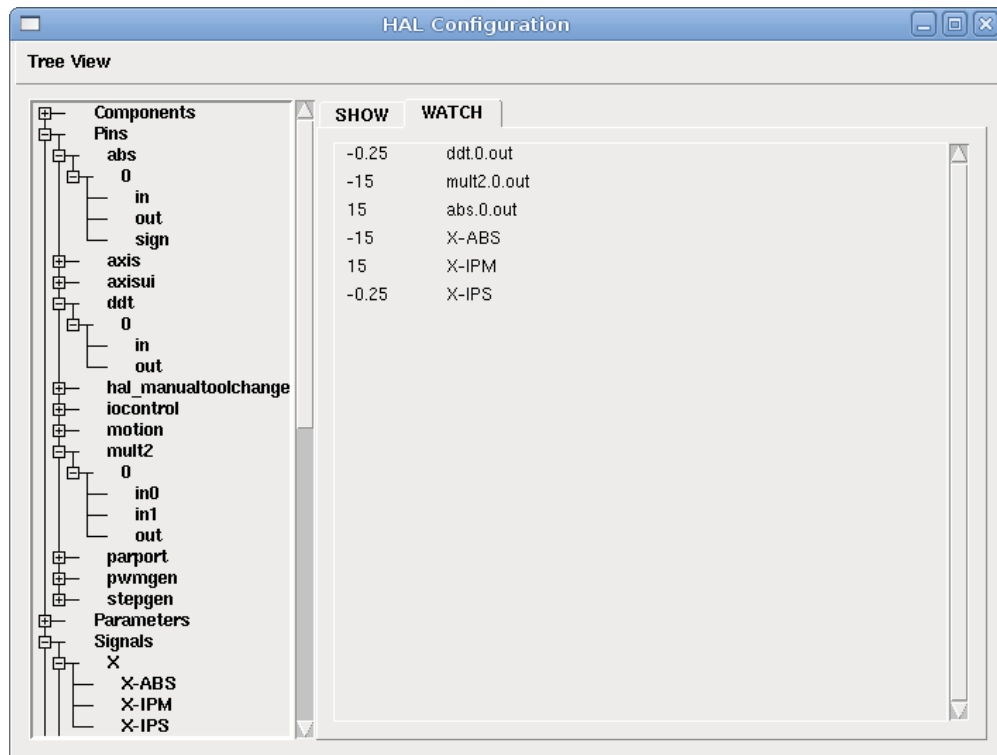 HAL Configuration
Tree View
Components
Pins
abs
0
in
out
sign
axis
axisui
ddt
0
in
out
hal_manualtoolchange
iocontrol
motion
mult2
0
in0
in1
out
parport
pwmgen
stepgen
Parameters
Signals
X
X-ABS
X-IPM
X-IPS
SHOW WATCH
-0.25 ddt.0.out
-15 mult2.0.out
15 abs.0.out
-15 X-ABS
15 X-IPM
-0.25 X-IPS